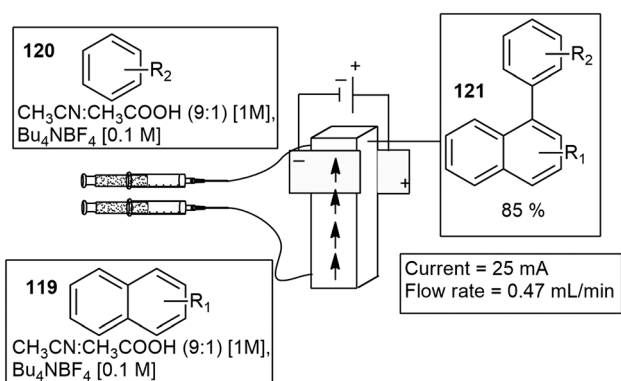 120
R₂
CH₃CN:CH₃COOH (9:1) [1M],
Bu₄NBF₄ [0.1 M]
− +
− +
121
R₂
R₁
85 %
Current = 25 mA
Flow rate = 0.47 mL/min
119
R₁
CH₃CN:CH₃COOH (9:1) [1M],
Bu₄NBF₄ [0.1 M]